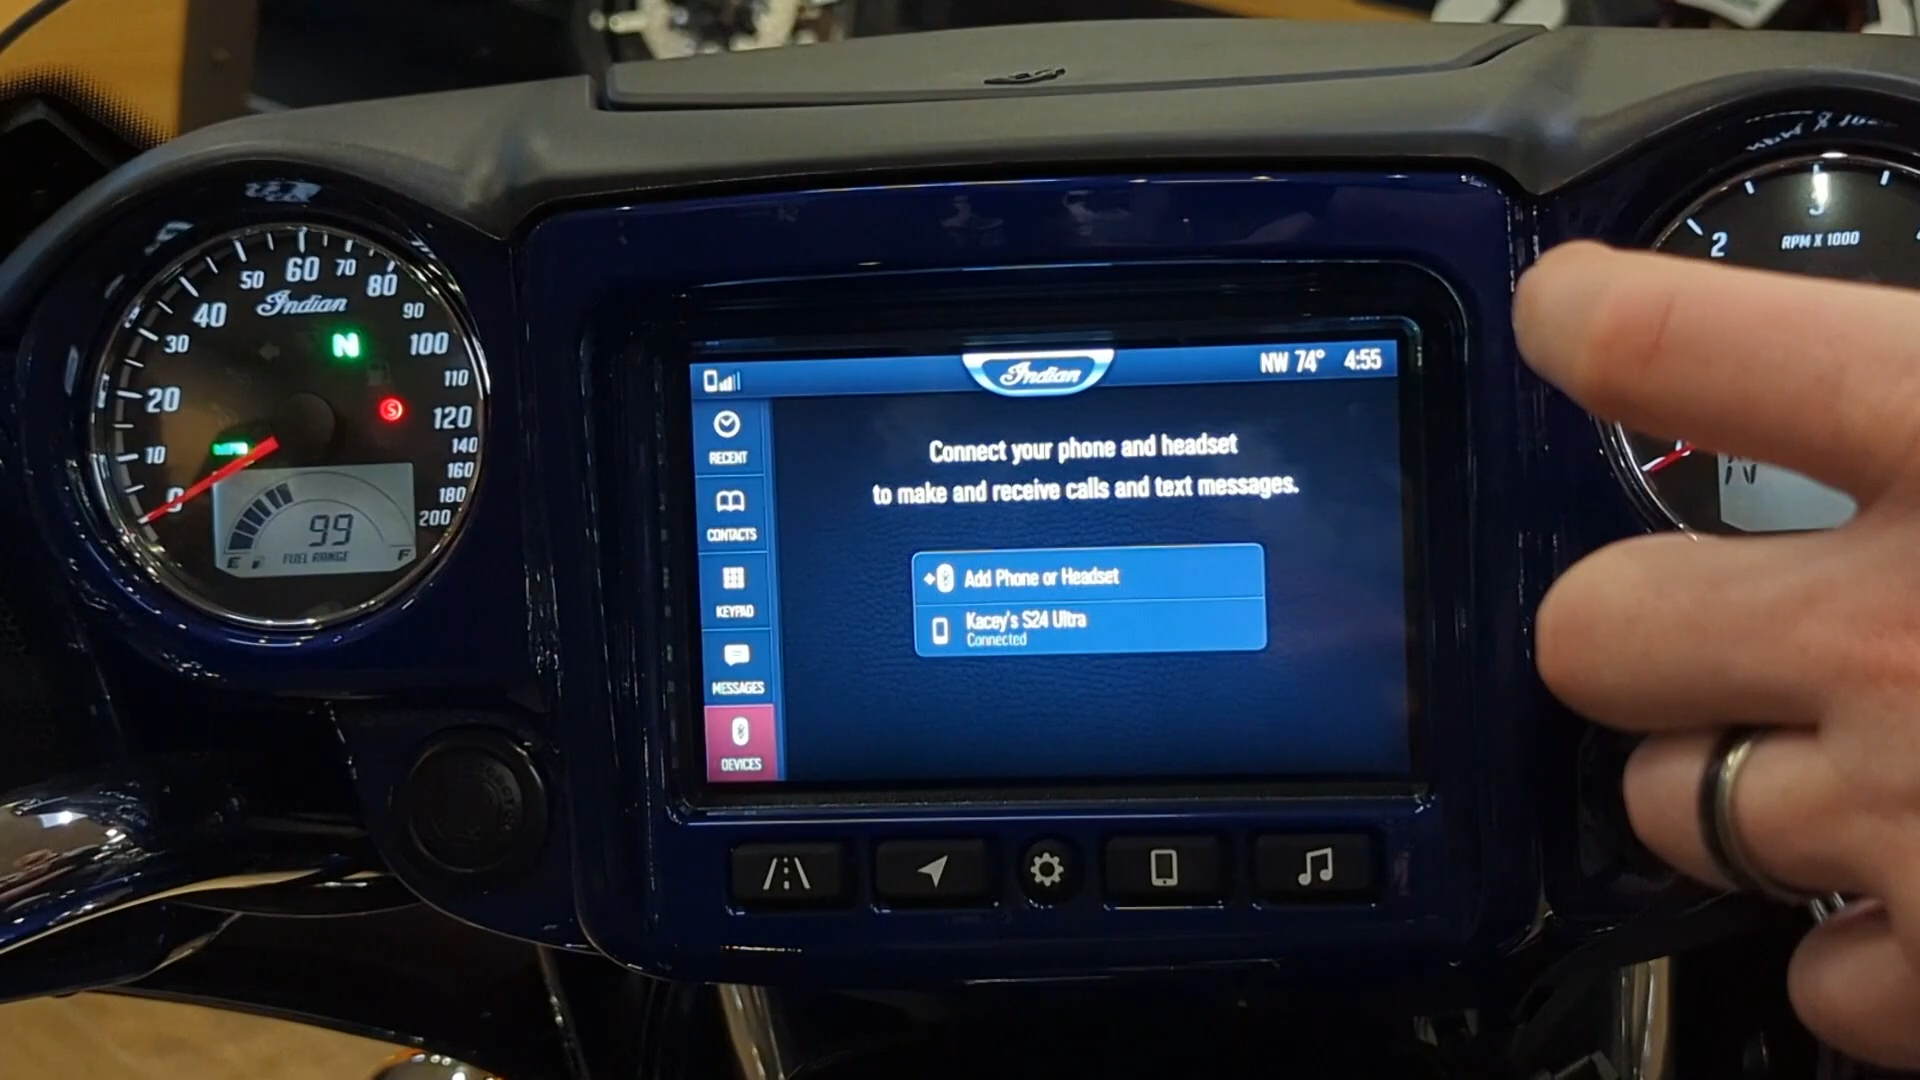 50 60 70 80
40 Indian 90
30 N 100
110
20 S 120
140
10 160
180
0 200
99
E FUEL RANGE F
Indian NW 74° 4:55
RECENT
CONTACTS
KEYPAD
MESSAGES
DEVICES
Connect your phone and headset
to make and receive calls and text messages.
Add Phone or Headset
Kacey's S24 Ultra
Connected
2 3
RPM X 1000
N